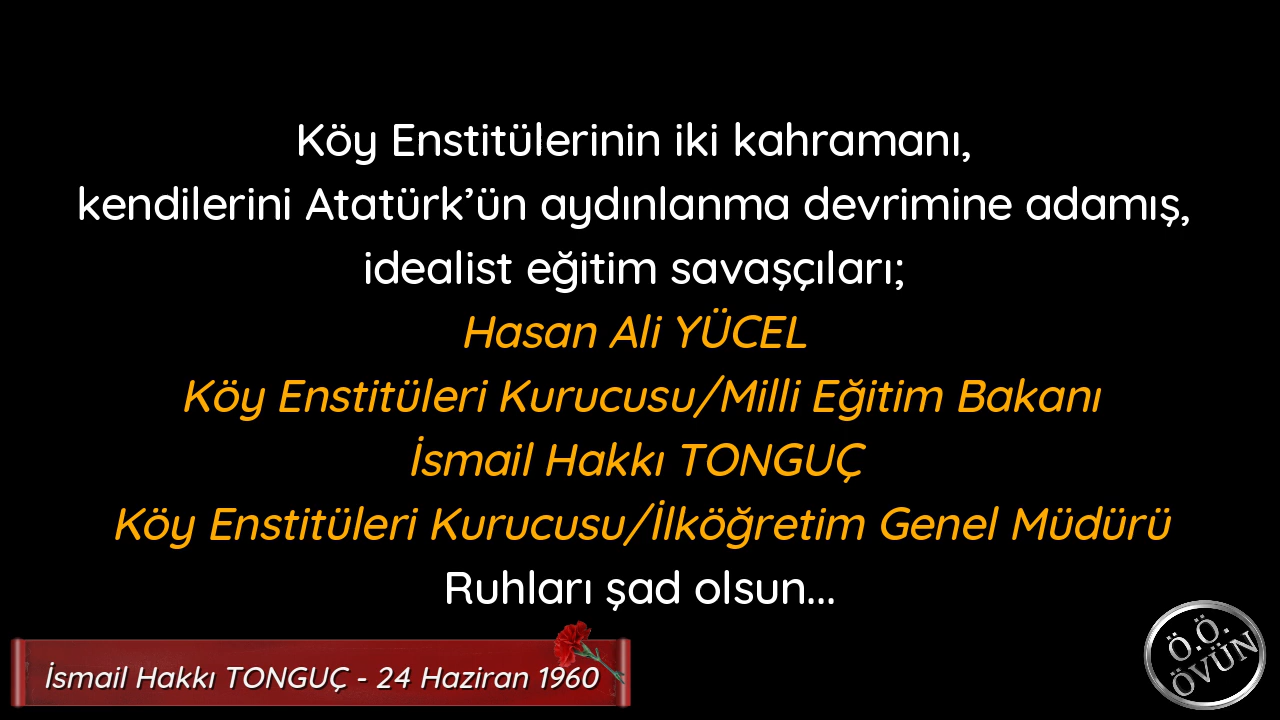 Köy Enstitülerinin iki kahramanı,
kendilerini Atatürk’ün aydınlanma devrimine adamış,
idealist eğitim savaşçıları;
Hasan Ali YÜCEL
Köy Enstitüleri Kurucusu/Milli Eğitim Bakanı
İsmail Hakkı TONGUÇ
Köy Enstitüleri Kurucusu/İlköğretim Genel Müdürü
Ruhları şad olsun...
İsmail Hakkı TONGUÇ - 24 Haziran 1960
Ö.Ö.
ÖVÜN